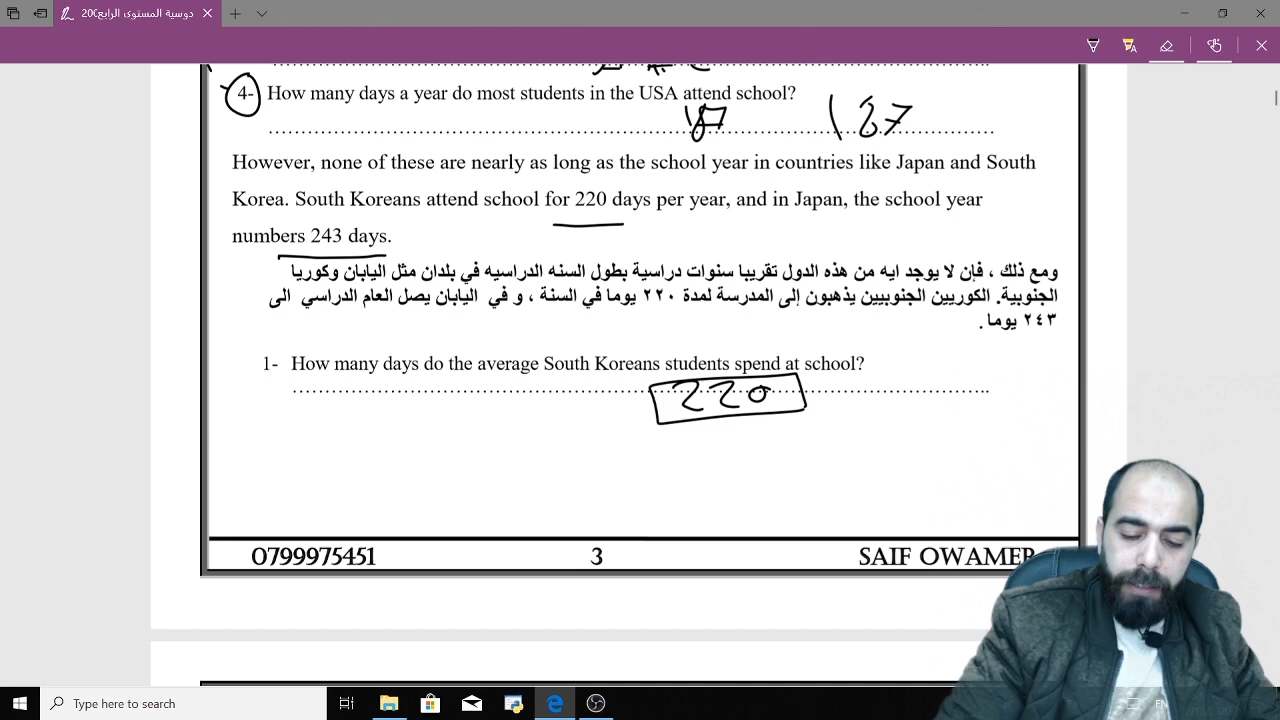 دوسية المستوى الرابع200
4- How many days a year do most students in the USA attend school?
187 187
However, none of these are nearly as long as the school year in countries like Japan and South
Korea. South Koreans attend school for 220 days per year, and in Japan, the school year
numbers 243 days.
ومع ذلك ، فإن لا يوجد ايه من هذه الدول تقريبا سنوات دراسية بطول السنه الدراسيه في بلدان مثل اليابان وكوريا
الجنوبية. الكوريين الجنوبيين يذهبون إلى المدرسة لمدة ٢٢٠ يوما في السنة ، و في اليابان يصل العام الدراسي الى
٢٤٣ يوما .
1- How many days do the average South Koreans students spend at school?
220
0799975451 3 SAIF OWAMER
Type here to search
EN